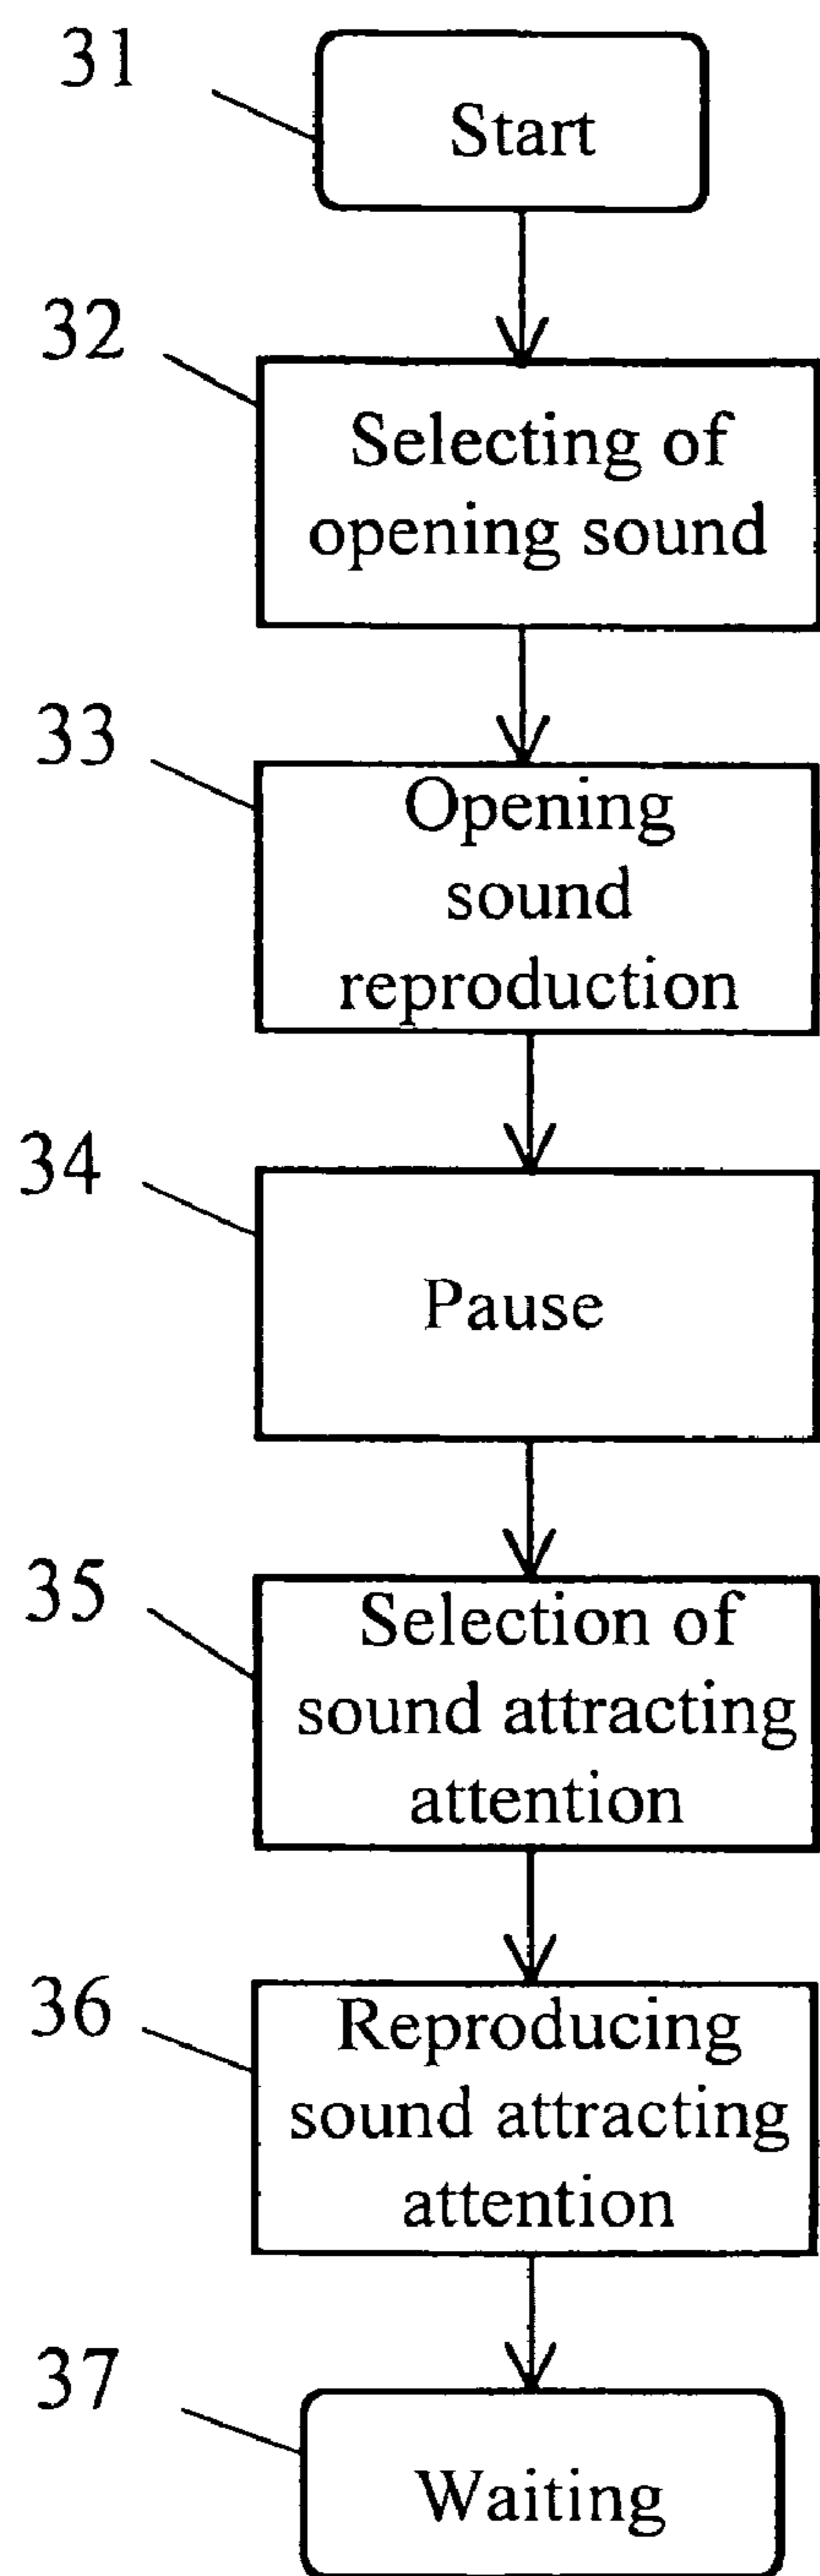 31
Start
32
Selecting of
opening sound
33
Opening
sound
reproduction
34
Pause
35
Selection of
sound attracting
attention
36
Reproducing
sound attracting
attention
37
Waiting